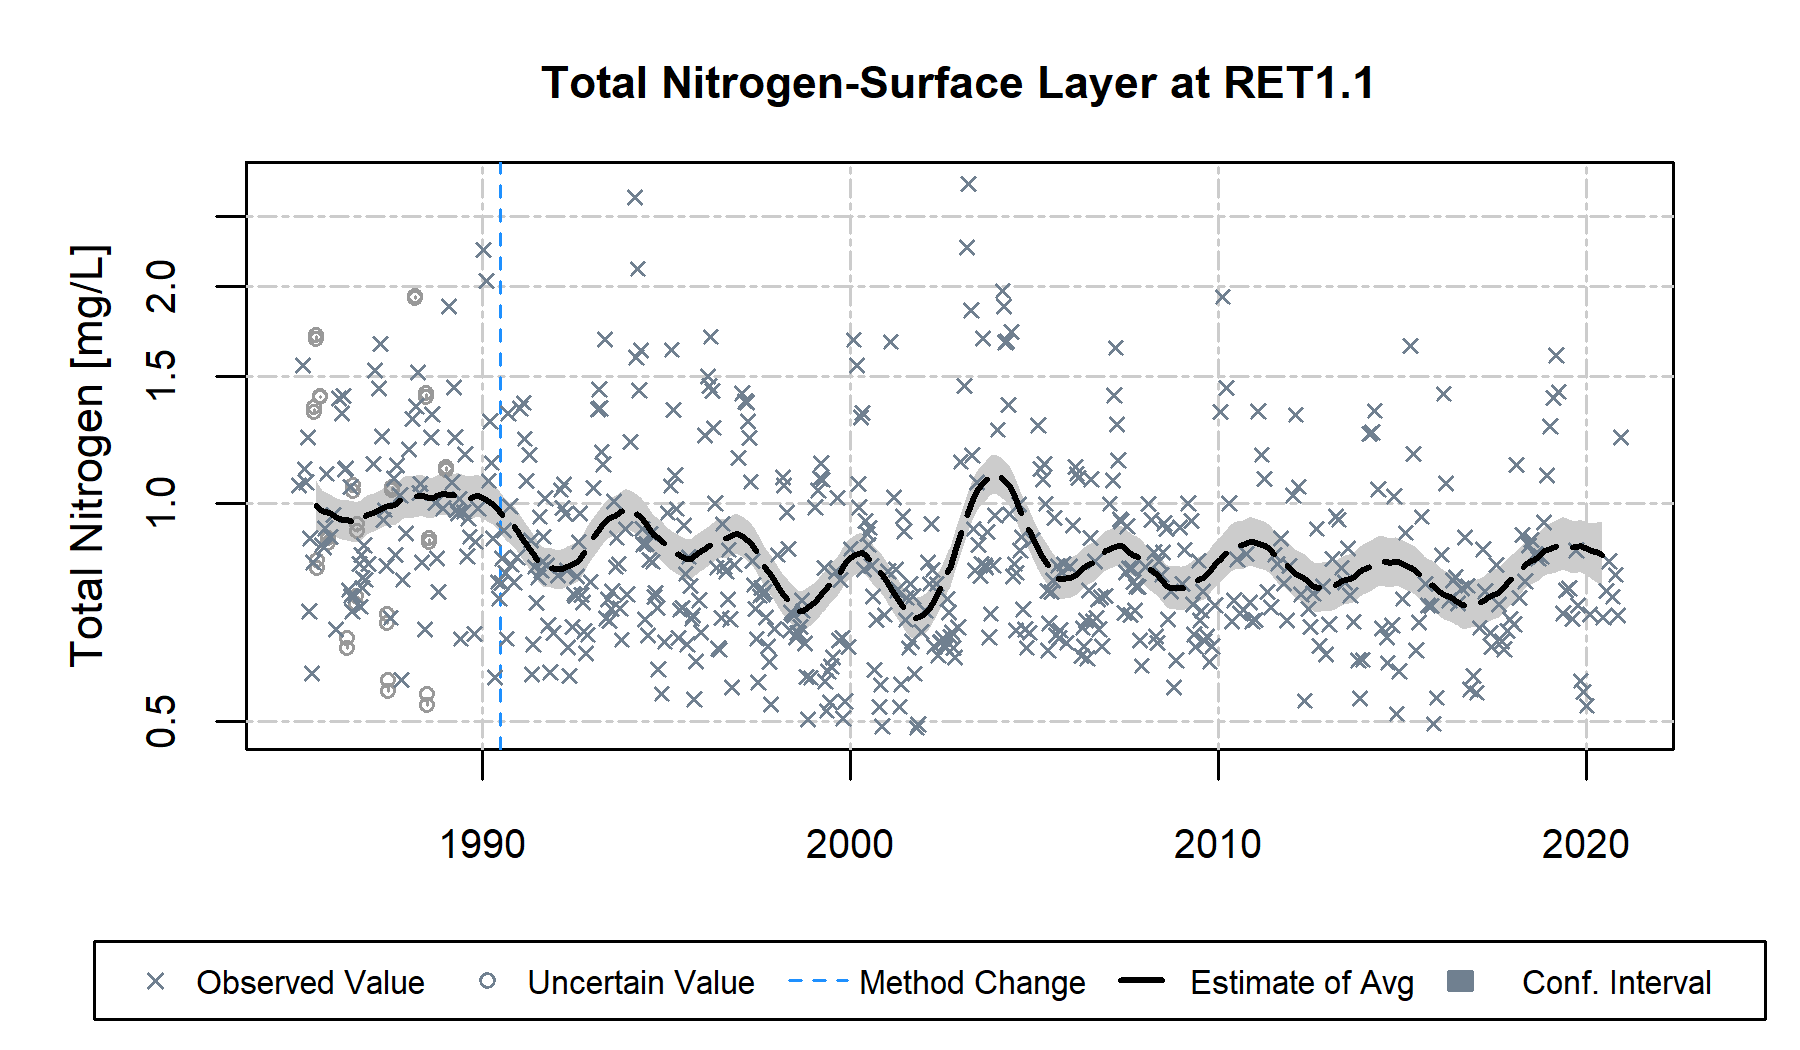 Total Nitrogen-Surface Layer at RET1.1
Total Nitrogen [mg/L]
2.0
1.5
1.0
0.5
1990 2000 2010 2020
Observed Value Uncertain Value Method Change Estimate of Avg Conf. Interval